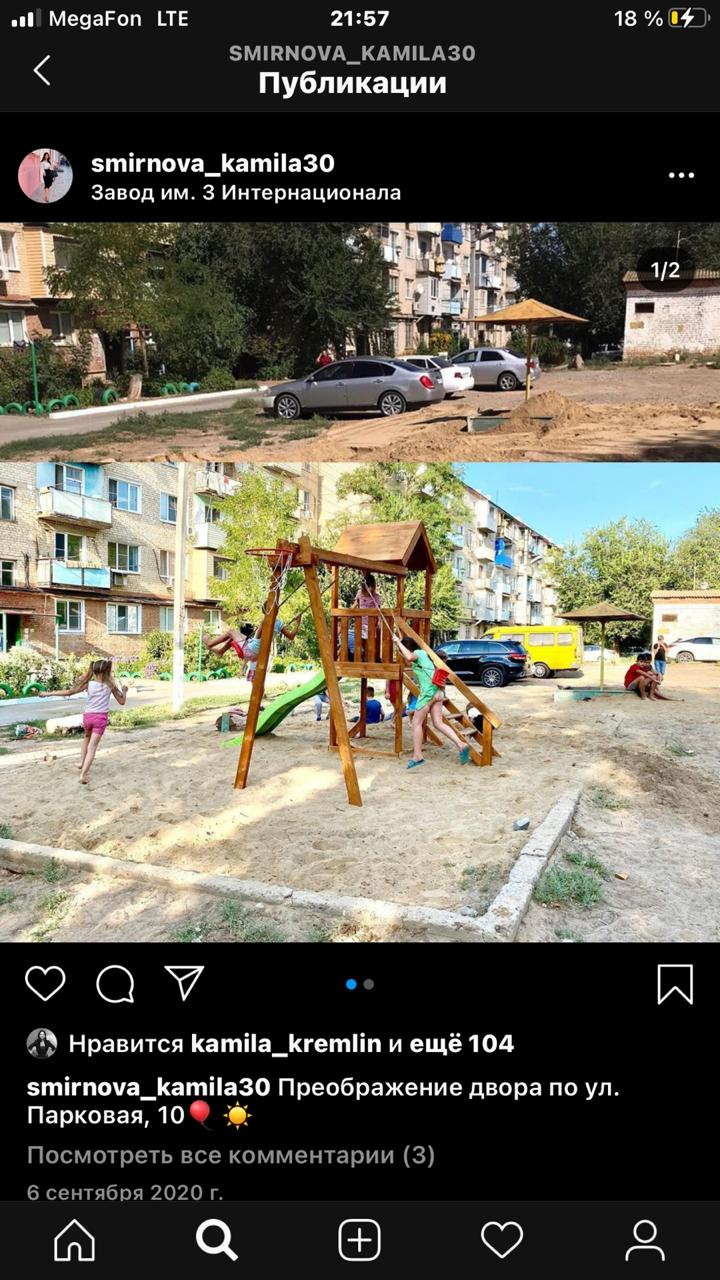 MegaFon LTE 21:57 18 %
SMIRNOVA_KAMILA30
Публикации
smirnova_kamila30
Завод им. 3 Интернационала
1/2
Нравится kamila_kremlin и ещё 104
smirnova_kamila30 Преображение двора по ул.
Парковая, 10🎈 ☀️
Посмотреть все комментарии (3)
6 сентября 2020 г.